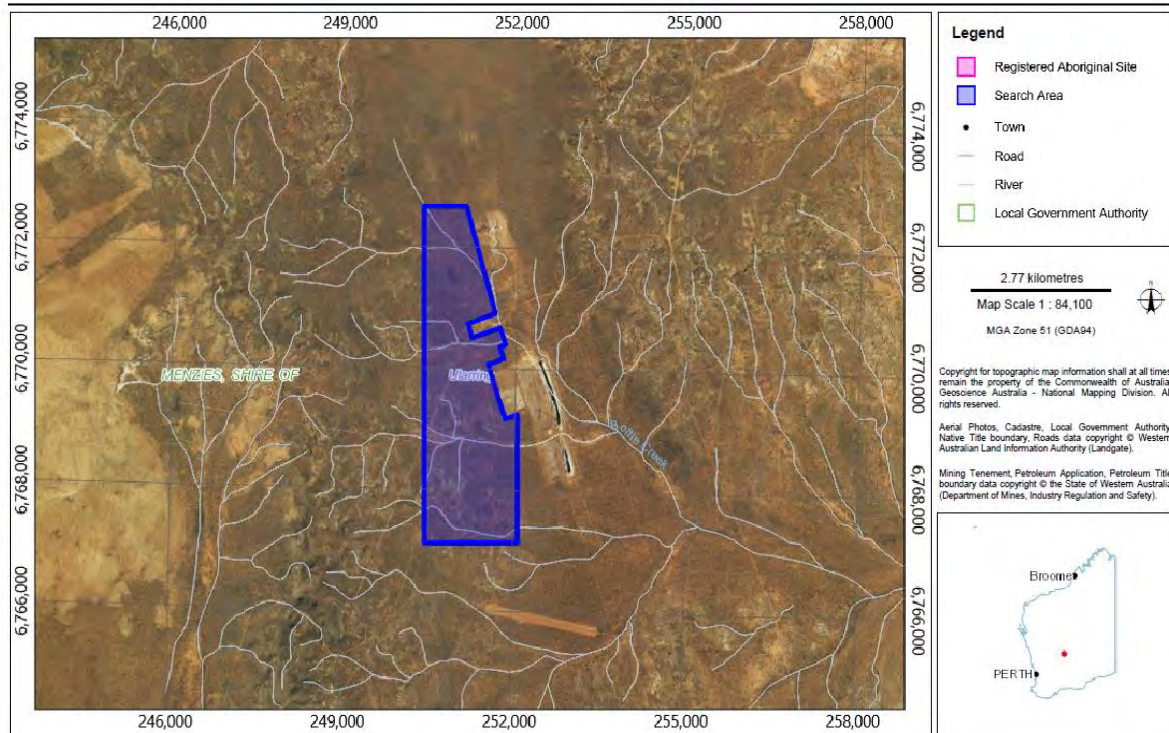 246,000
249,000
252,000
255,000
258,000
6,774,000
6,772,000
6,770,000
6,768,000
6,766,000
MENZIES, SHIRE OF
Creek
6,774,000
6,772,000
6,770,000
6,768,000
6,766,000
246,000
249,000
252,000
255,000
258,000
Legend
Registered Aboriginal Site
Search Area
Town
Road
River
Local Government Authority
2.77 kilometres
Map Scale 1 : 84,100
MGA Zone 51 (GDA94)
N
Copyright for topographic map information shall at all times
remain the property of the Commonwealth of Australia
Geoscience Australia - National Mapping Division. All
rights reserved.
Aerial Photos, Cadastre, Local Government Authority,
Native Title boundary, Roads data copyright © Western
Australian Land Information Authority (Landgate).
Mining Tenement, Petroleum Application, Petroleum Title
boundary data copyright © the State of Western Australia
(Department of Mines, Industry Regulation and Safety).
Broome
PERTH